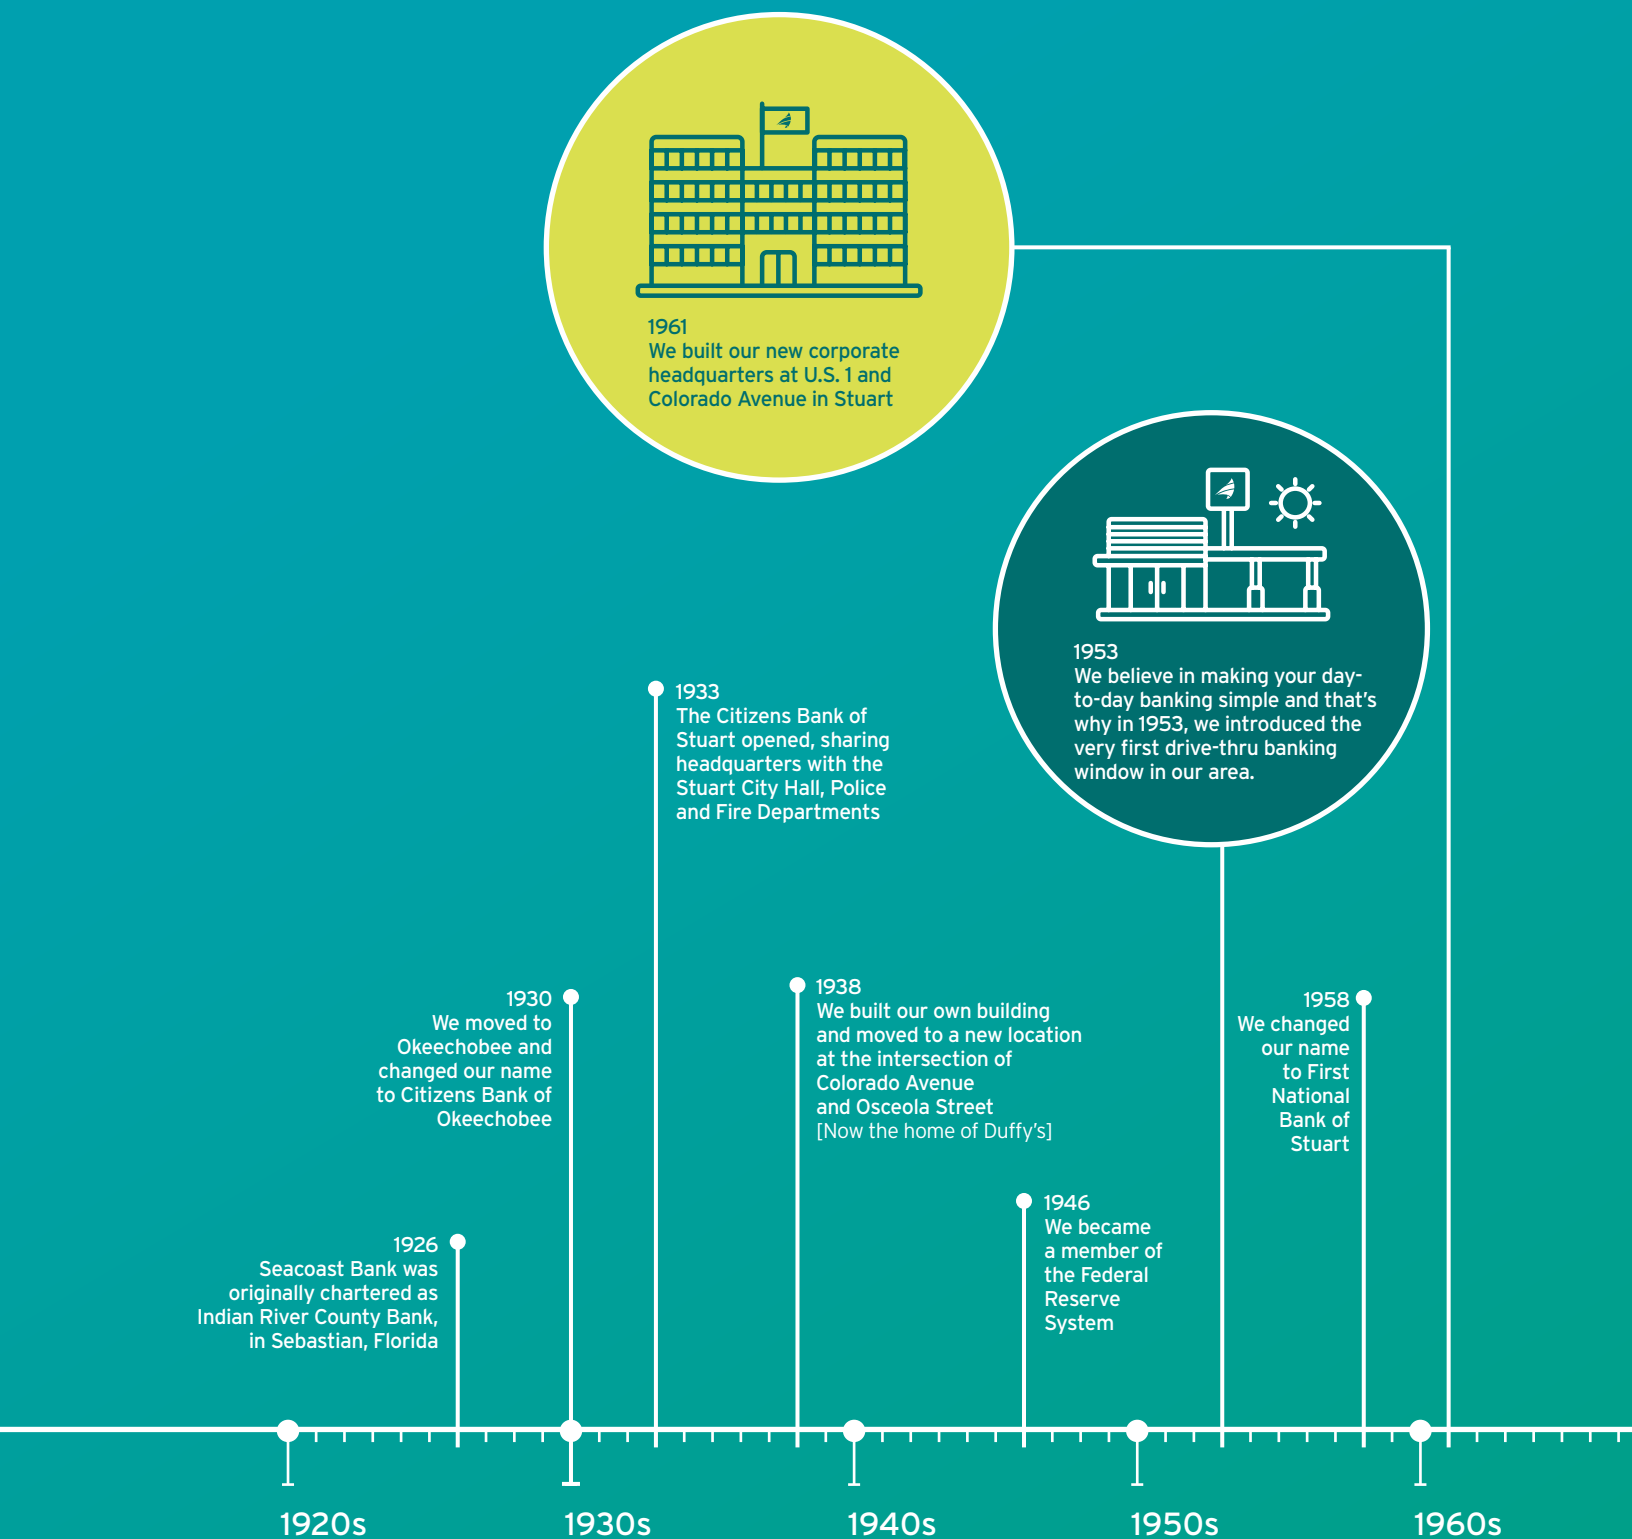 1961
We built our new corporate
headquarters at U.S. 1 and
Colorado Avenue in Stuart
1953
We believe in making your day-
to-day banking simple and that's
why in 1953, we introduced the
very first drive-thru banking
window in our area.
1933
The Citizens Bank of
Stuart opened, sharing
headquarters with the
Stuart City Hall, Police
and Fire Departments
1930
We moved to
Okeechobee and
changed our name
to Citizens Bank of
Okeechobee
1938
We built our own building
and moved to a new location
at the intersection of
Colorado Avenue
and Osceola Street
[Now the home of Duffy's]
1958
We changed
our name
to First
National
Bank of
Stuart
1946
We became
a member of
the Federal
Reserve
System
1926
Seacoast Bank was
originally chartered as
Indian River County Bank,
in Sebastian, Florida
1920s
1930s
1940s
1950s
1960s